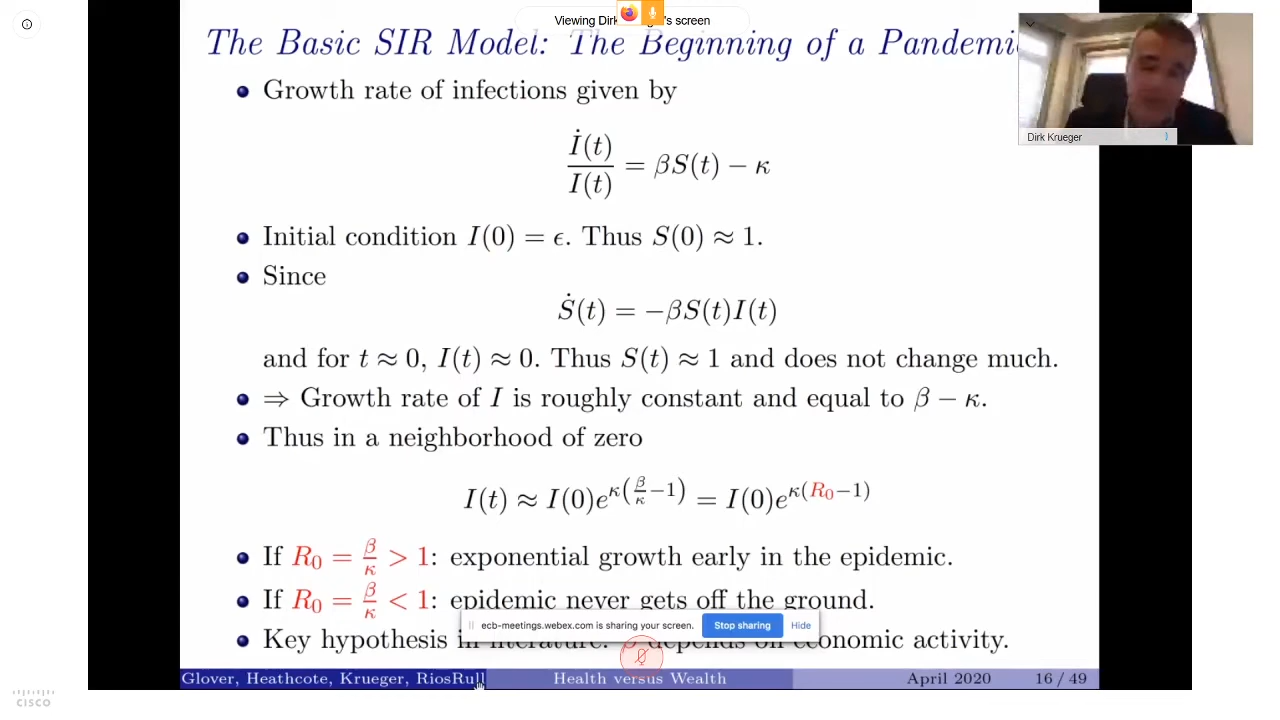 Viewing Dirk
's screen
The Basic SIR Model: The Beginning of a Pandemi
Growth rate of infections given by
İ(t)/I(t) = βS(t) − κ
Initial condition I(0) = ϵ. Thus S(0) ≈ 1.
Since
Ṡ(t) = −βS(t)I(t)
and for t ≈ 0, I(t) ≈ 0. Thus S(t) ≈ 1 and does not change much.
⇒ Growth rate of I is roughly constant and equal to β − κ.
Thus in a neighborhood of zero
I(t) ≈ I(0)e^{κ(β/κ−1)} = I(0)e^{κ(R₀−1)}
If R₀ = β/κ > 1: exponential growth early in the epidemic.
If R₀ = β/κ < 1: epidemic never gets off the ground.
Key hypothesis in literature: β depends on economic activity.
ecb-meetings.webex.com is sharing your screen. Stop sharing Hide
Glover, Heathcote, Krueger, RiosRull Health versus Wealth April 2020 16 / 49
Dirk Krueger
CISCO